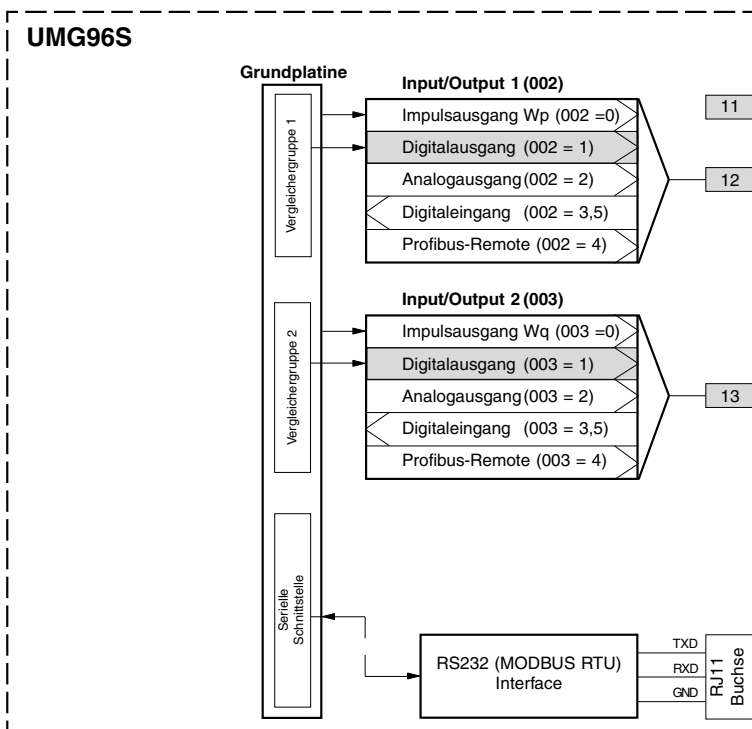 UMG96S
Grundplatine
Vergleichergruppe 1
Vergleichergruppe 2
Serielle
Schnittstelle
Input/Output 1 (002)
Impulsausgang Wp (002 =0)
Digitalausgang (002 = 1)
Analogausgang(002 = 2)
Digitaleingang (002 = 3,5)
Profibus-Remote (002 = 4)
11
12
Input/Output 2 (003)
Impulsausgang Wq (003 =0)
Digitalausgang (003 = 1)
Analogausgang(003 = 2)
Digitaleingang (003 = 3,5)
Profibus-Remote (003 = 4)
13
RS232 (MODBUS RTU)
Interface
TXD
RXD
GND
RJ11
Buchse